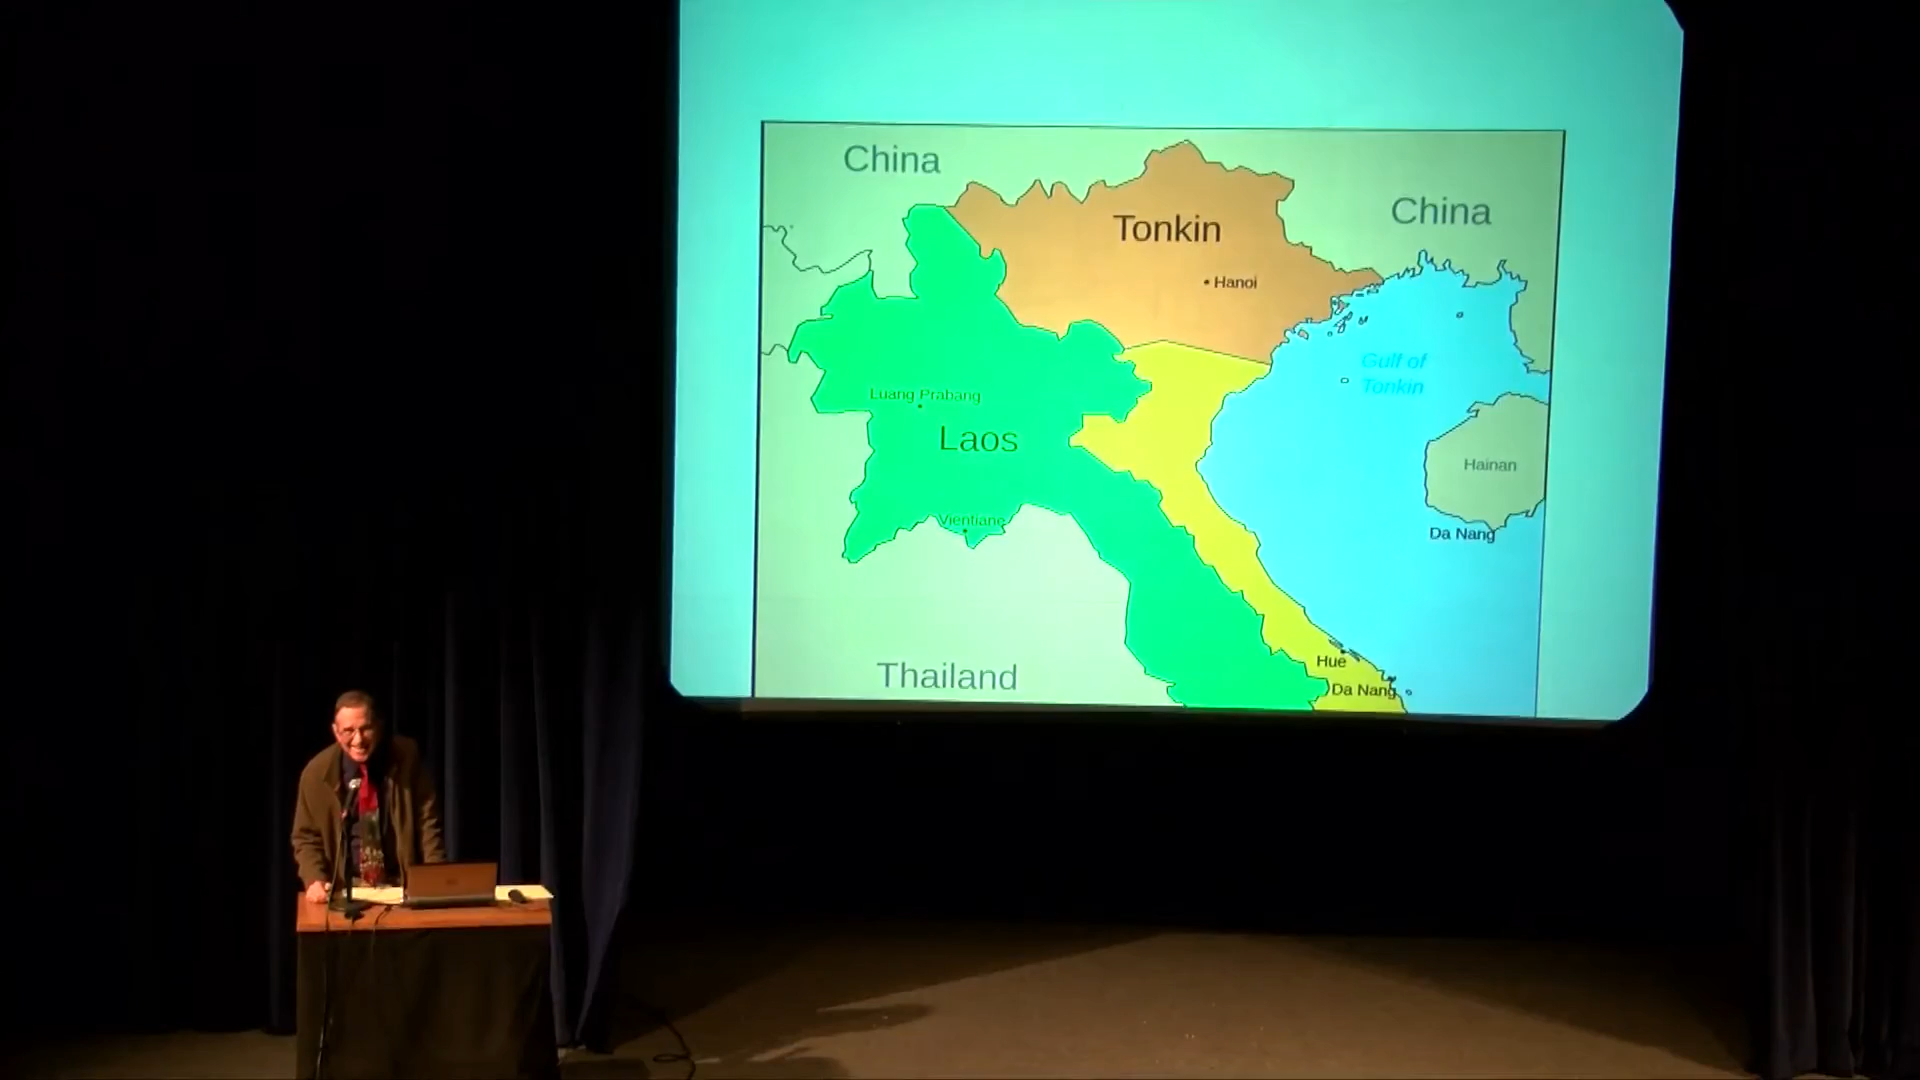 China
China
Tonkin
Hanoi
Gulf of
Tonkin
Luang Prabang
Laos
Hainan
Vientiane
Da Nang
Hue
Thailand
Da Nang